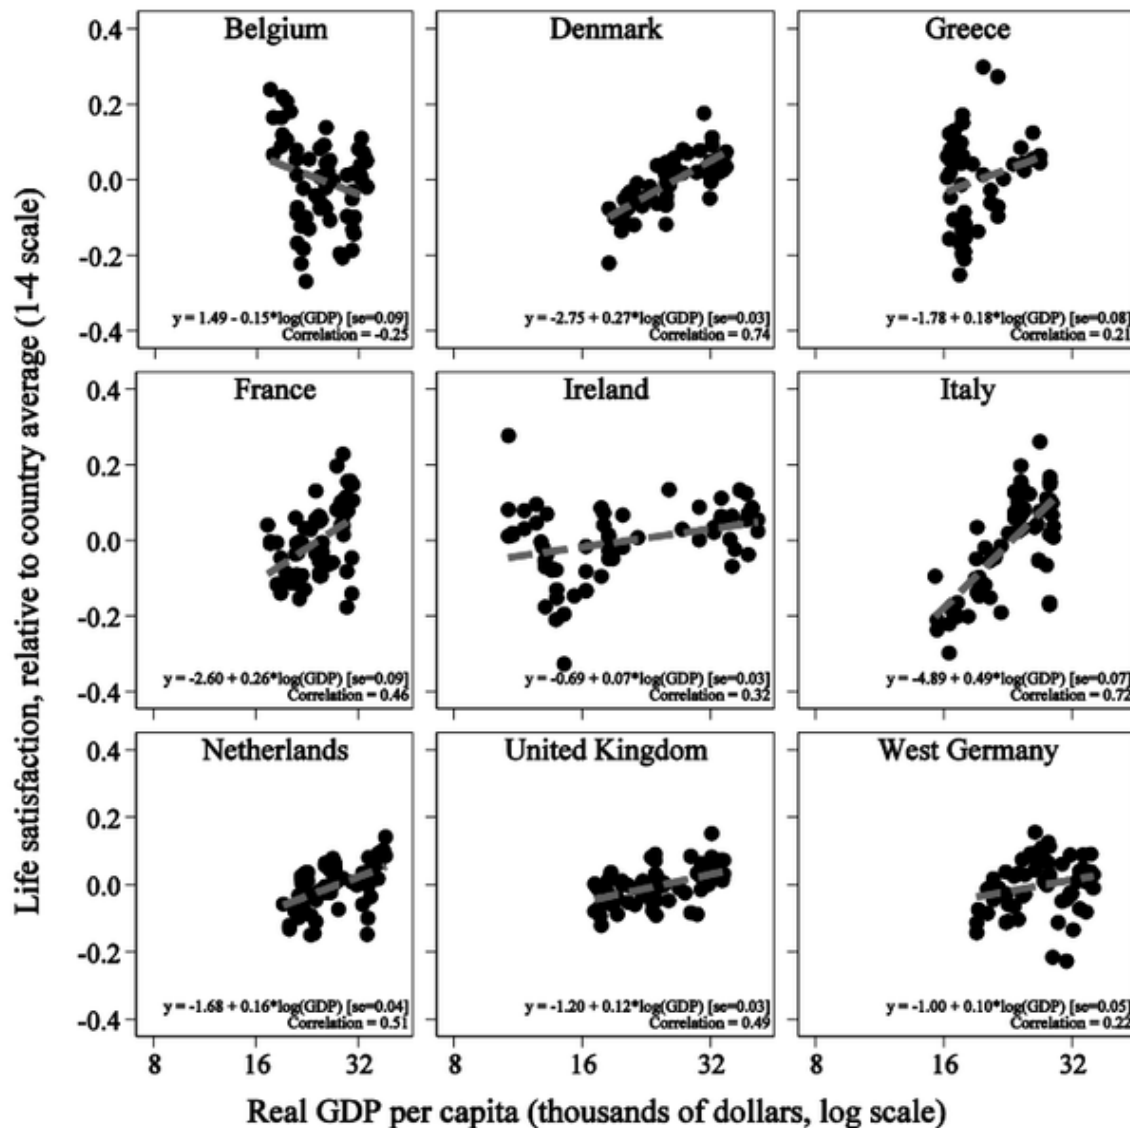 Life satisfaction, relative to country average (1-4 scale)
Belgium
Denmark
Greece
0.4
0.2
0.0
-0.2
-0.4
y = 1.49 - 0.15*log(GDP) [se=0.09]
Correlation = -0.25
y = -2.75 + 0.27*log(GDP) [se=0.03]
Correlation = 0.74
y = -1.78 + 0.18*log(GDP) [se=0.08]
Correlation = 0.21
France
Ireland
Italy
0.4
0.2
0.0
-0.2
-0.4
y = -2.60 + 0.26*log(GDP) [se=0.09]
Correlation = 0.46
y = -0.69 + 0.07*log(GDP) [se=0.03]
Correlation = 0.32
y = -4.89 + 0.49*log(GDP) [se=0.07]
Correlation = 0.72
Netherlands
United Kingdom
West Germany
0.4
0.2
0.0
-0.2
-0.4
y = -1.68 + 0.16*log(GDP) [se=0.04]
Correlation = 0.51
y = -1.20 + 0.12*log(GDP) [se=0.03]
Correlation = 0.49
y = -1.00 + 0.10*log(GDP) [se=0.05]
Correlation = 0.22
8 16 32 8 16 32 8 16 32
Real GDP per capita (thousands of dollars, log scale)